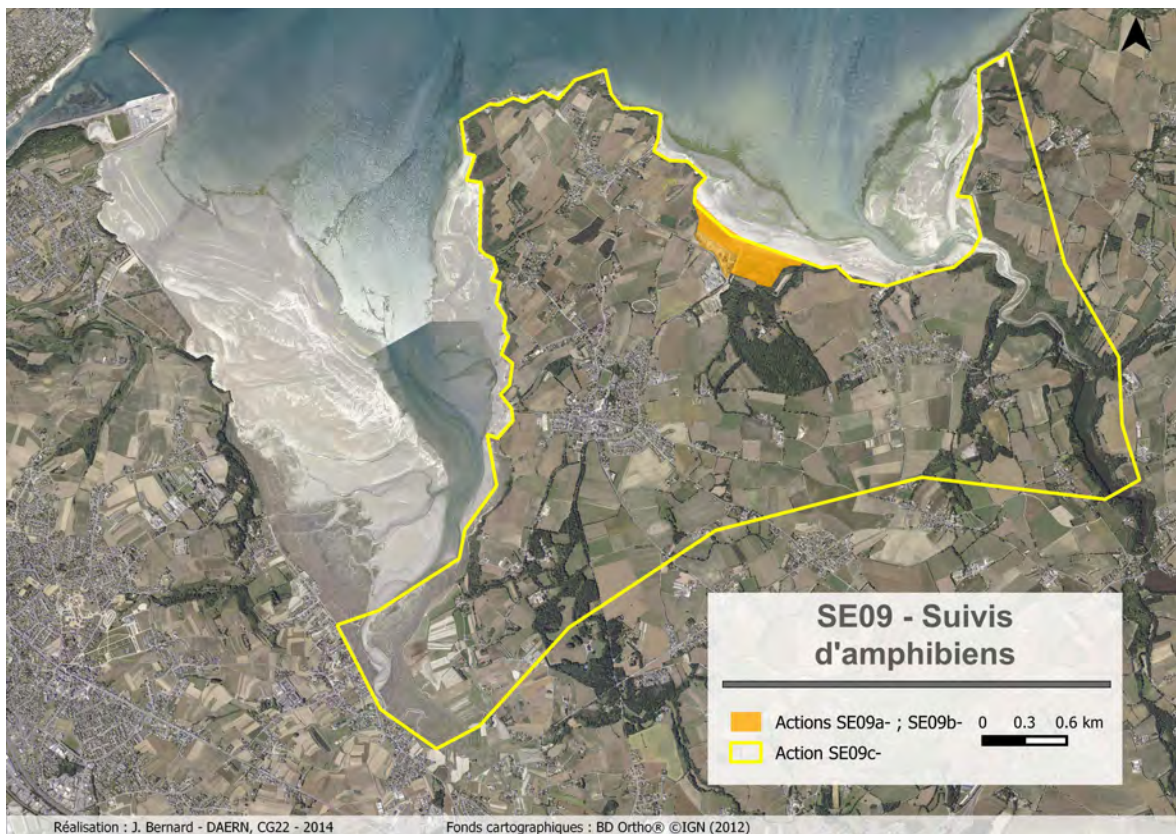 SE09 - Suivis
d'amphibiens
Actions SE09a- ; SE09b-
0 0.3 0.6 km
Action SE09c-
Réalisation : J. Bernard - DAERN, CG22 - 2014
Fonds cartographiques : BD Ortho® ©IGN (2012)